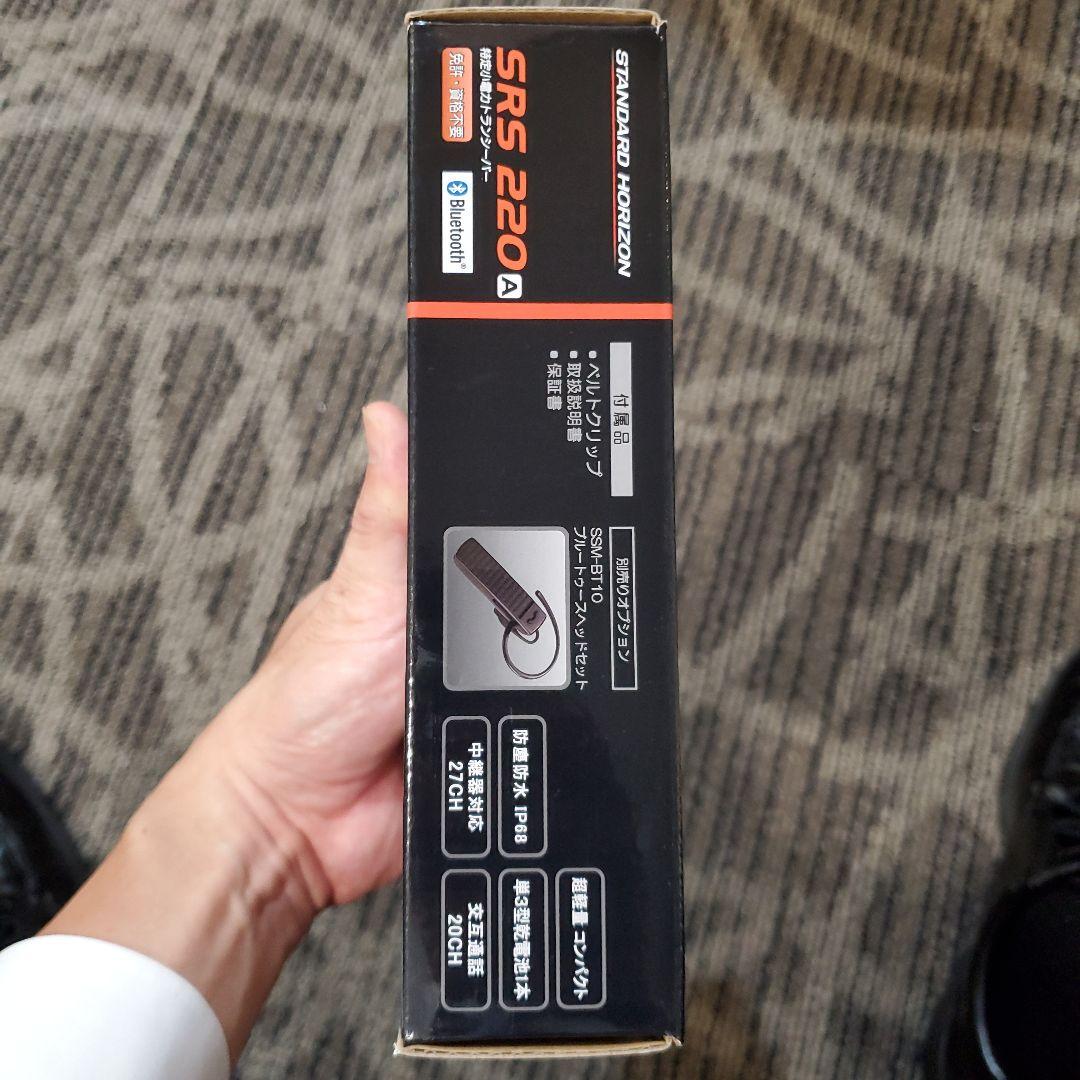 STANDARD HORIZON
SRS 220 A
特定小電力トランシーバー
免許・資格不要
Bluetooth®
付属品
• ベルトクリップ
• 取扱説明書
• 保証書
別売りオプション
SSM-BT10
ブルートゥースヘッドセット
超軽量 コンパクト
防塵防水 IP68
単3型乾電池1本
中継器対応
27CH
交互通話
20CH